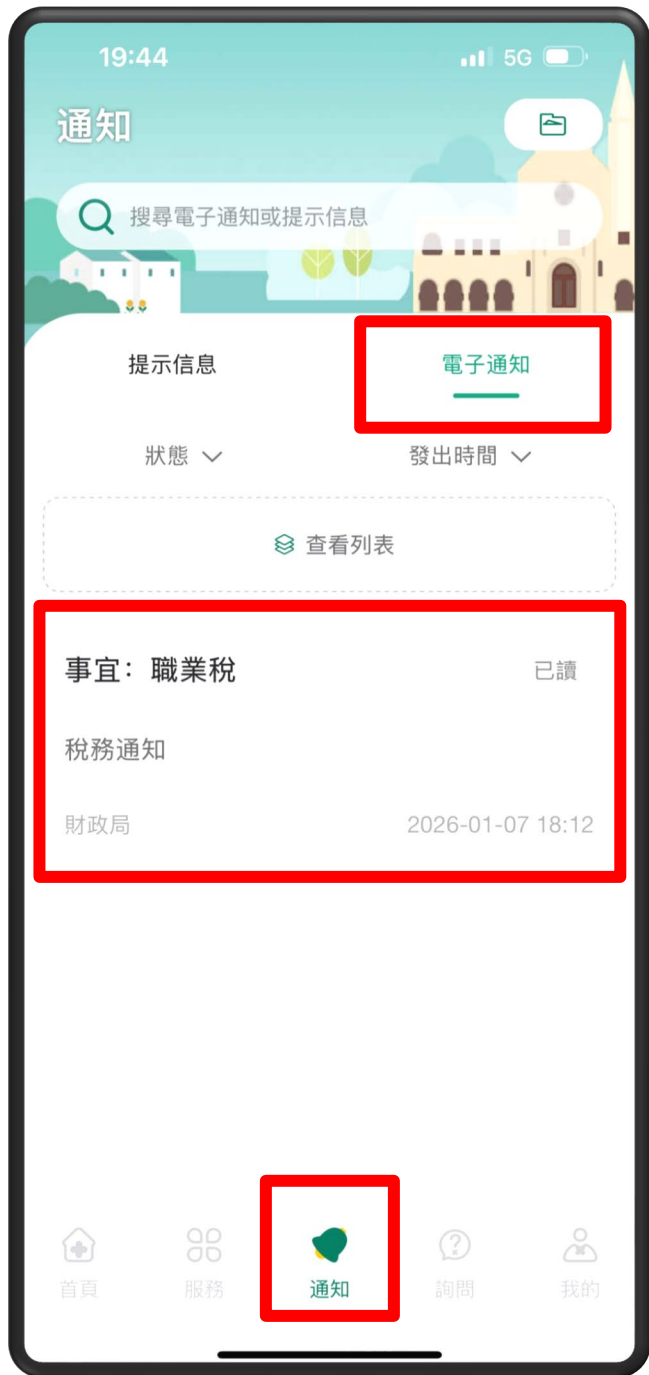 19:44 5G
通知
搜尋電子通知或提示信息
提示信息 電子通知
狀態 發出時間
查看列表
事宜：職業稅 已讀
稅務通知
財政局 2026-01-07 18:12
首頁 服務 通知 詢問 我的